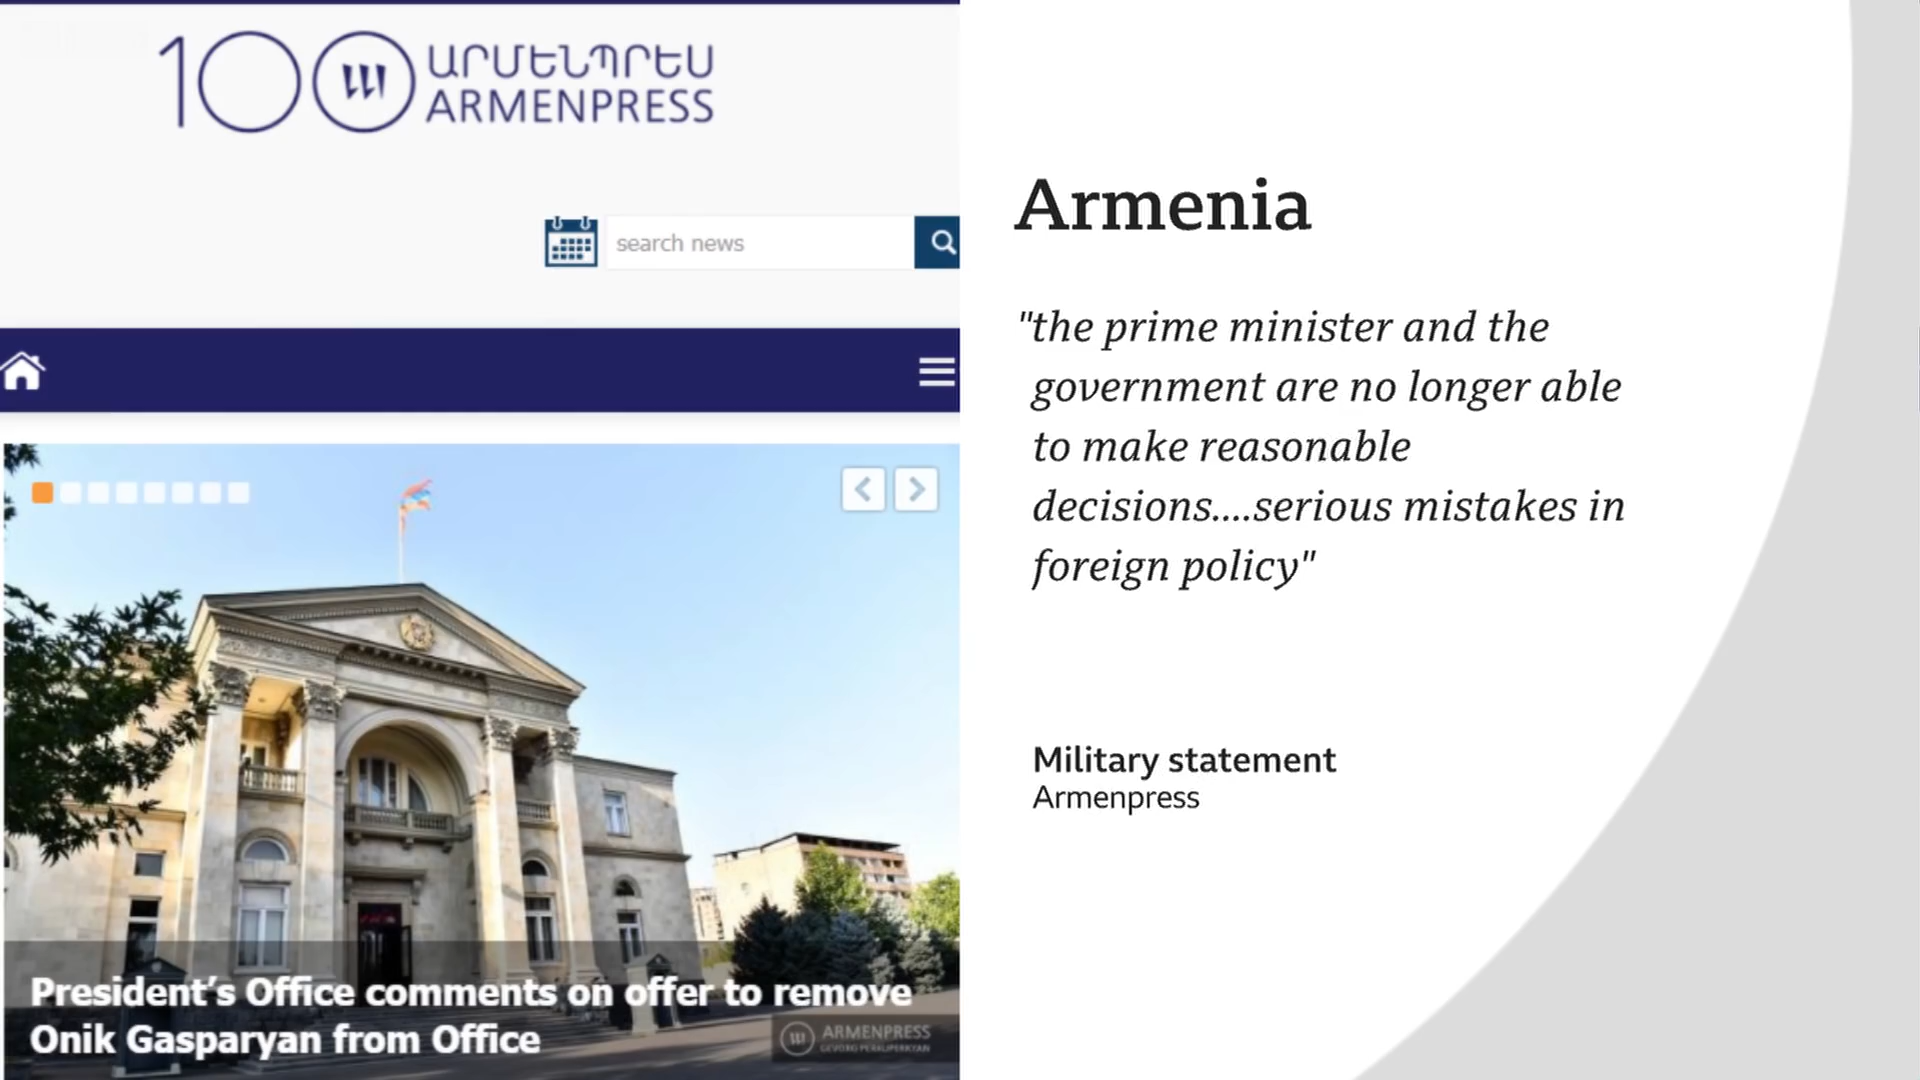 100 ԱՐՄԵՆՊՐԵՍ
ARMENPRESS
search news
President's Office comments on offer to remove
Onik Gasparyan from Office
ARMENPRESS
Armenia
"the prime minister and the
government are no longer able
to make reasonable
decisions....serious mistakes in
foreign policy"
Military statement
Armenpress